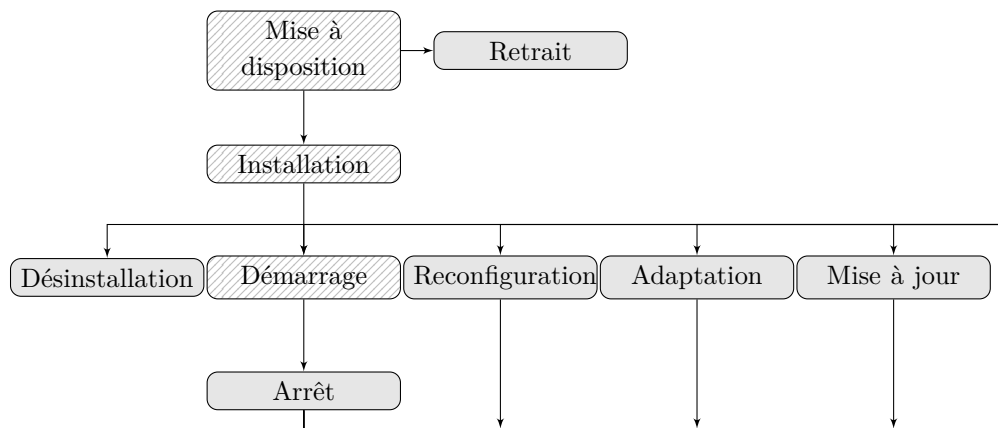 Mise à
disposition
Retrait
Installation
Désinstallation
Démarrage
Reconfiguration
Adaptation
Mise à jour
Arrêt